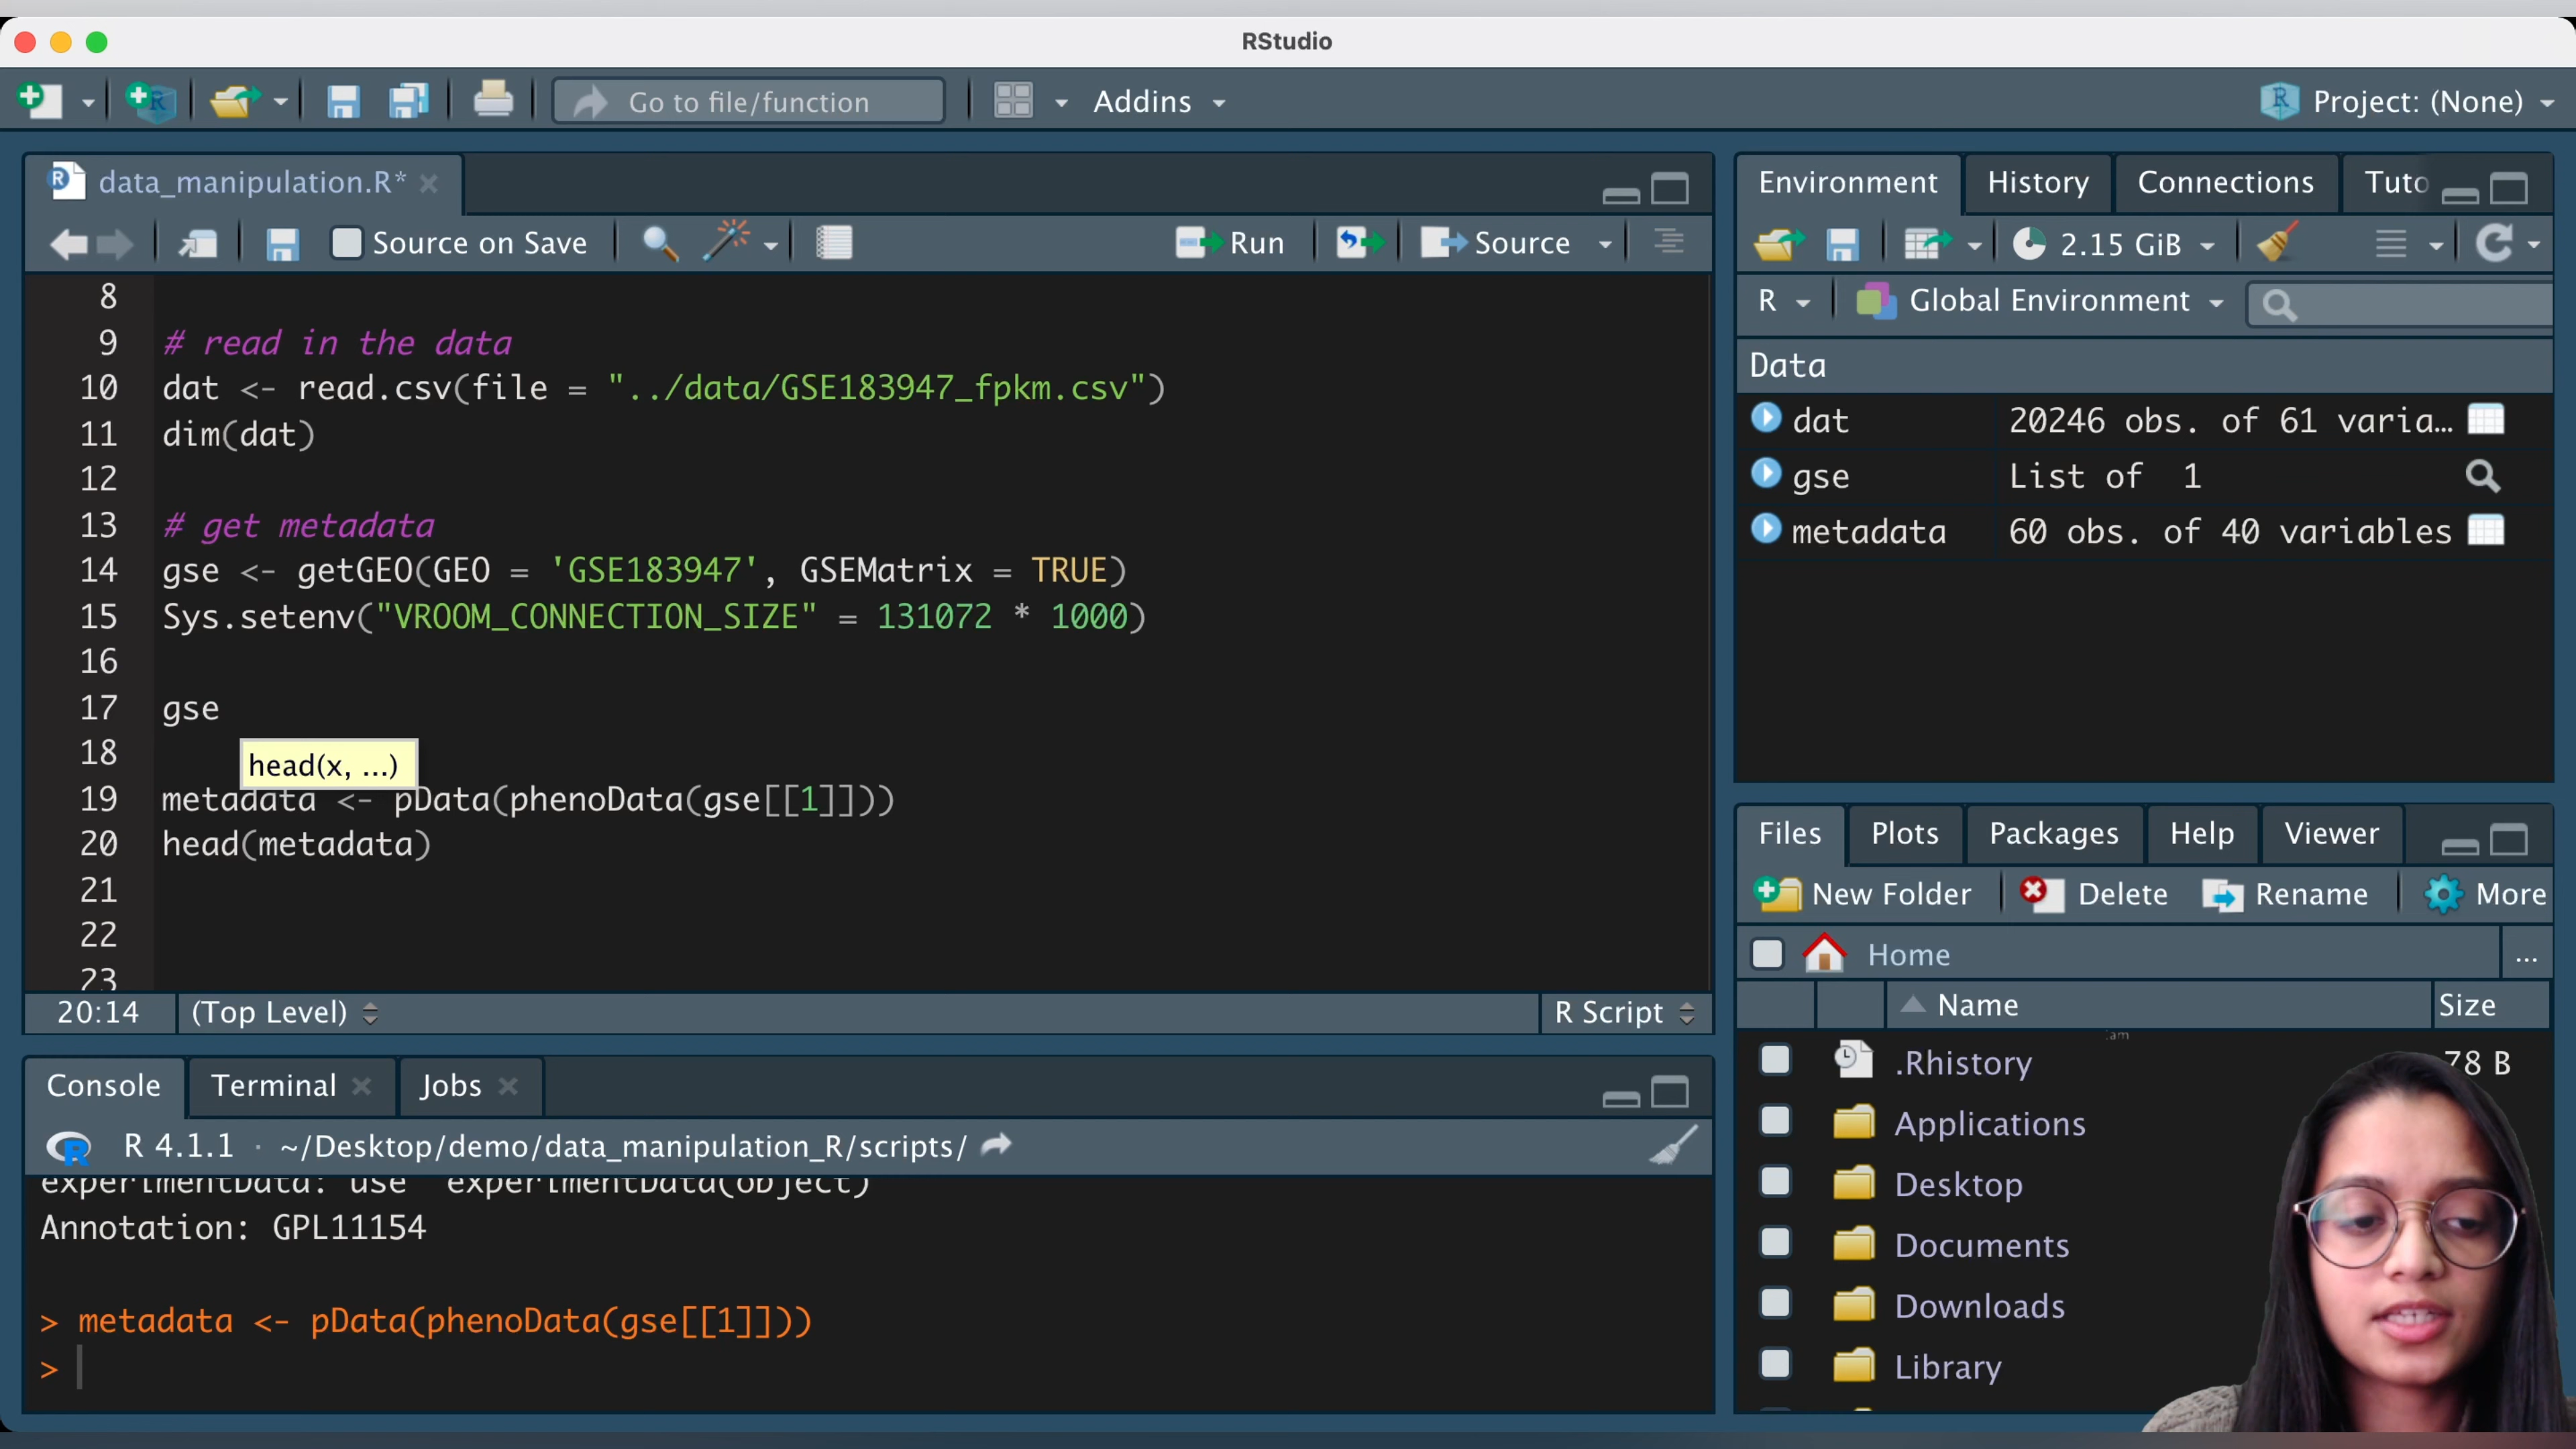 RStudio
Go to file/function
Addins
Project: (None)
data_manipulation.R*
Source on Save
Run
Source
8
9 # read in the data
10 dat <- read.csv(file = "../data/GSE183947_fpkm.csv")
11 dim(dat)
12
13 # get metadata
14 gse <- getGEO(GEO = 'GSE183947', GSEMatrix = TRUE)
15 Sys.setenv("VROOM_CONNECTION_SIZE" = 131072 * 1000)
16
17 gse
18
head(x, ...)
19 metadata <- pData(phenoData(gse[[1]]))
20 head(metadata)
21
22
23
20:14 (Top Level) R Script
Console Terminal Jobs
R 4.1.1 · ~/Desktop/demo/data_manipulation_R/scripts/
experimentData: use 'experimentData(object)'
Annotation: GPL11154
> metadata <- pData(phenoData(gse[[1]]))
>
Environment History Connections Tuto
2.15 GiB
R Global Environment
Data
dat 20246 obs. of 61 varia…
gse List of 1
metadata 60 obs. of 40 variables
Files Plots Packages Help Viewer
New Folder Delete Rename More
Home ...
Name Size
.Rhistory 78 B
Applications
Desktop
Documents
Downloads
Library